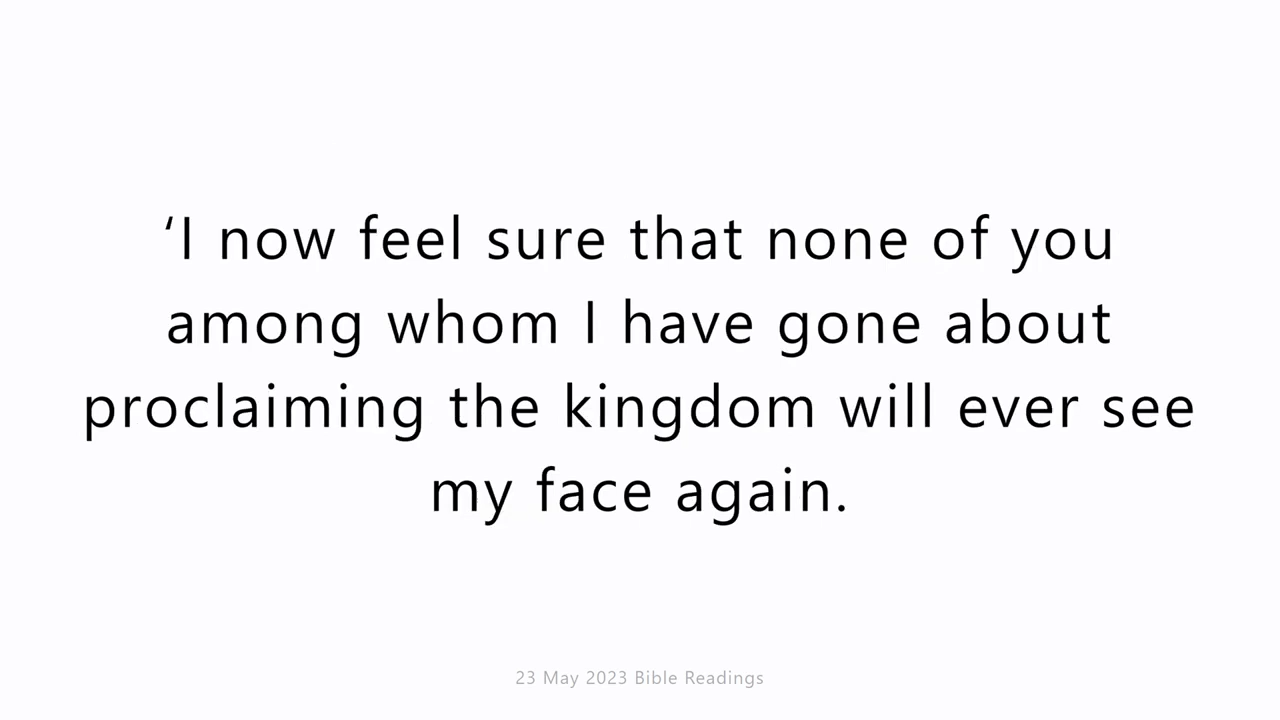 ‘I now feel sure that none of you
among whom I have gone about
proclaiming the kingdom will ever see
my face again.
23 May 2023 Bible Readings